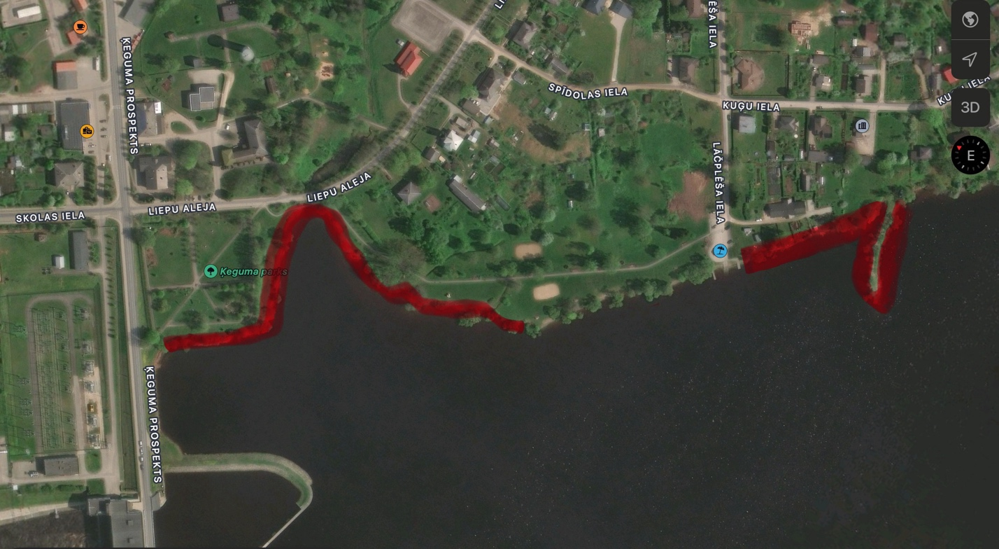 ĶEGUMA PROSPEKTS
SPĪDOLAS IELA
KUĢU IELA
3D
E
LĀČPLĒŠA IELA
LIEPU ALEJA
LIEPU ALEJA
SKOLAS IELA
Ķeguma parks
ĶEGUMA PROSPEKTS